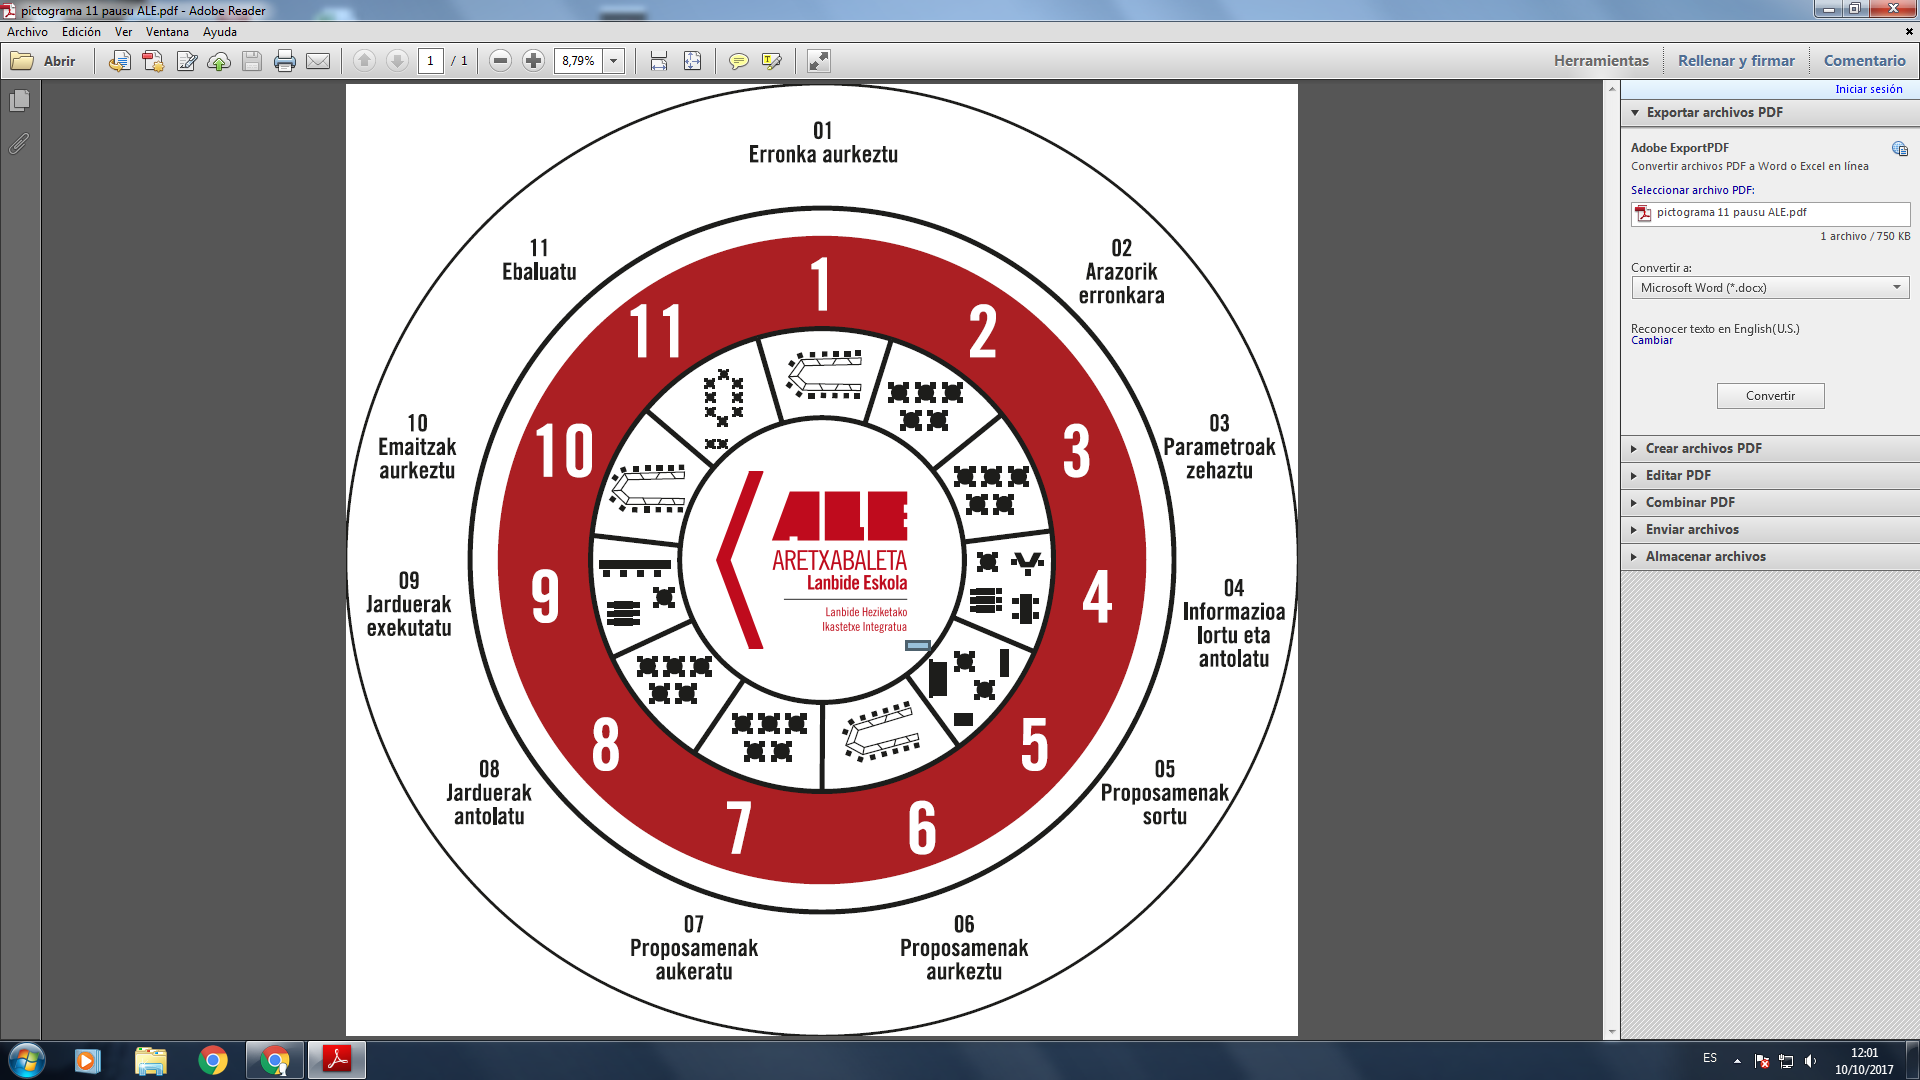 pictograma 11 pausu ALE.pdf - Adobe Reader
Archivo Edición Ver Ventana Ayuda
Abrir
1 / 1
8,79%
Herramientas Rellenar y firmar Comentario
Iniciar sesión
Exportar archivos PDF
Adobe ExportPDF
Convertir archivos PDF a Word o Excel en línea
Seleccionar archivo PDF:
pictograma 11 pausu ALE.pdf
1 archivo / 750 KB
Convertir a:
Microsoft Word (*.docx)
Reconocer texto en English(U.S.)
Cambiar
Convertir
Crear archivos PDF
Editar PDF
Combinar PDF
Enviar archivos
Almacenar archivos
01
Erronka aurkeztu
02
Arazorik
erronkara
03
Parametroak
zehaztu
04
Informazioa
lortu eta
antolatu
05
Proposamenak
sortu
06
Proposamenak
aurkeztu
07
Proposamenak
aukeratu
08
Jarduerak
antolatu
09
Jarduerak
exekutatu
10
Emaitzak
aurkeztu
11
Ebaluatu
1
2
3
4
5
6
7
8
9
10
11
ALE
ARETXABALETA
Lanbide Eskola
Lanbide Heziketako
Ikastetxe Integratua
ES
12:01
10/10/2017